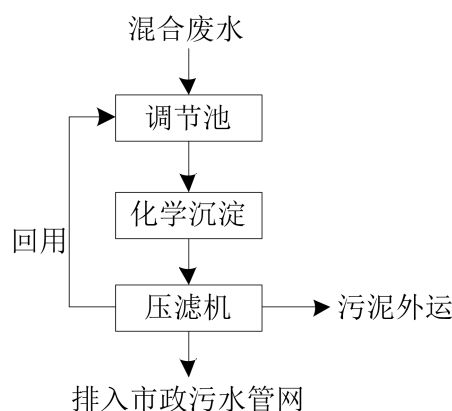 混合废水
调节池
化学沉淀
回用
压滤机
污泥外运
排入市政污水管网